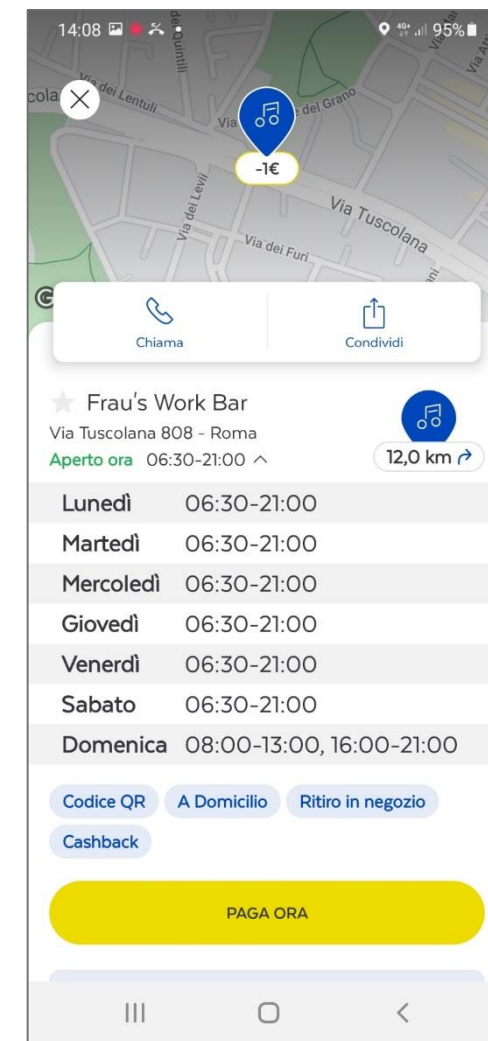 14:08
4G+
95%
de Quintili
Via dei Lentuli
cola
Via
del Grano
-1€
Via dei Levii
Via Tuscolana
Via dei Furi
G
Chiama
Condividi
Frau's Work Bar
Via Tuscolana 808 - Roma
Aperto ora 06:30-21:00
12,0 km
Lunedì 06:30-21:00
Martedì 06:30-21:00
Mercoledì 06:30-21:00
Giovedì 06:30-21:00
Venerdì 06:30-21:00
Sabato 06:30-21:00
Domenica 08:00-13:00, 16:00-21:00
Codice QR A Domicilio Ritiro in negozio
Cashback
PAGA ORA